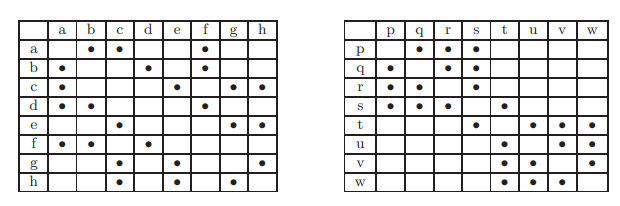 a b c d e f g h
a • • •
b • • •
c • • • •
d • • •
e • • •
f • • •
g • • •
h • • •
p q r s t u v w
p • • •
q • • •
r • • •
s • • • •
t • • • •
u • • •
v • • •
w • • •